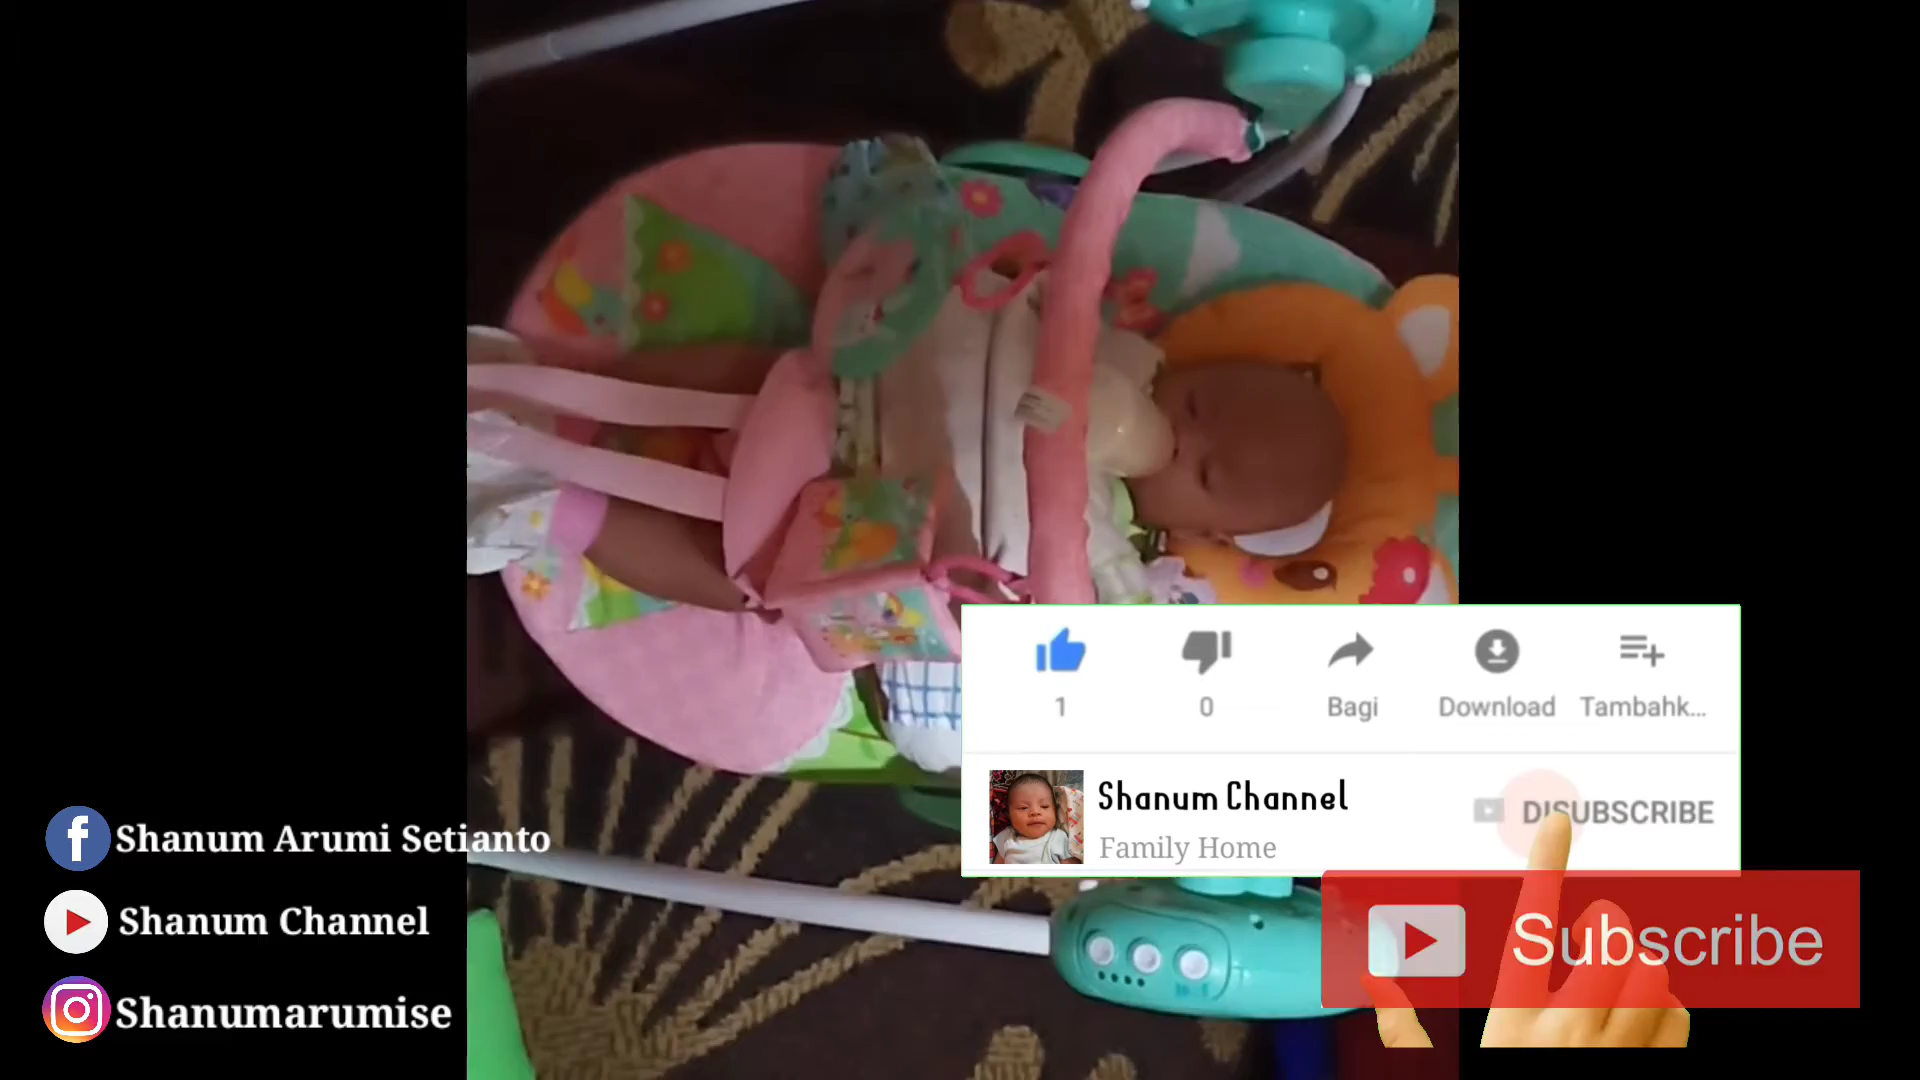 1
0
Bagi
Download
Tambahk...
Shanum Channel
DISUBSCRIBE
Family Home
Shanum Arumi Setianto
Shanum Channel
Subscribe
Shanumarumise